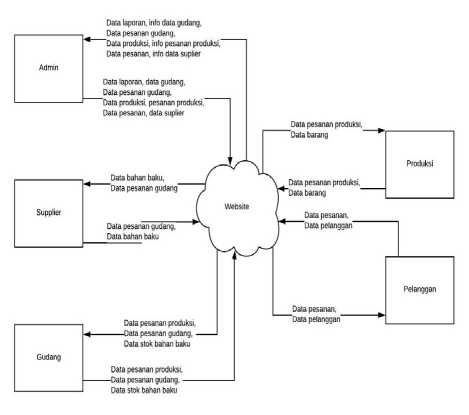 Data laporan, info data gudang,
Data pesanan gudang,
Data produksi, info pesanan produksi,
Data pesanan, info data suplier
Admin
Data laporan, data gudang,
Data pesanan gudang,
Data produksi, pesanan produksi,
Data pesanan, data suplier
Data pesanan produksi,
Data barang
Produksi
Data bahan baku,
Data pesanan gudang
Data pesanan produksi,
Data barang
Supplier
Website
Data pesanan gudang,
Data bahan baku
Data pesanan,
Data pelanggan
Pelanggan
Data pesanan,
Data pelanggan
Data pesanan produksi,
Data pesanan gudang,
Data stok bahan baku
Gudang
Data pesanan produksi,
Data pesanan gudang.
Data stok bahan baku